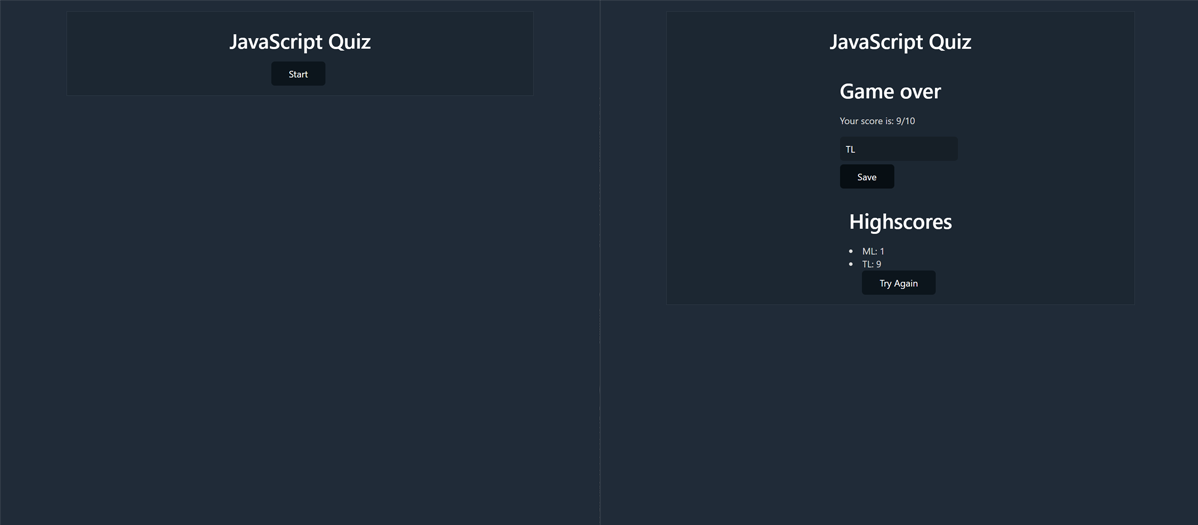 JavaScript Quiz
Start
JavaScript Quiz
Game over
Your score is: 9/10
TL
Save
Highscores
ML: 1
TL: 9
Try Again